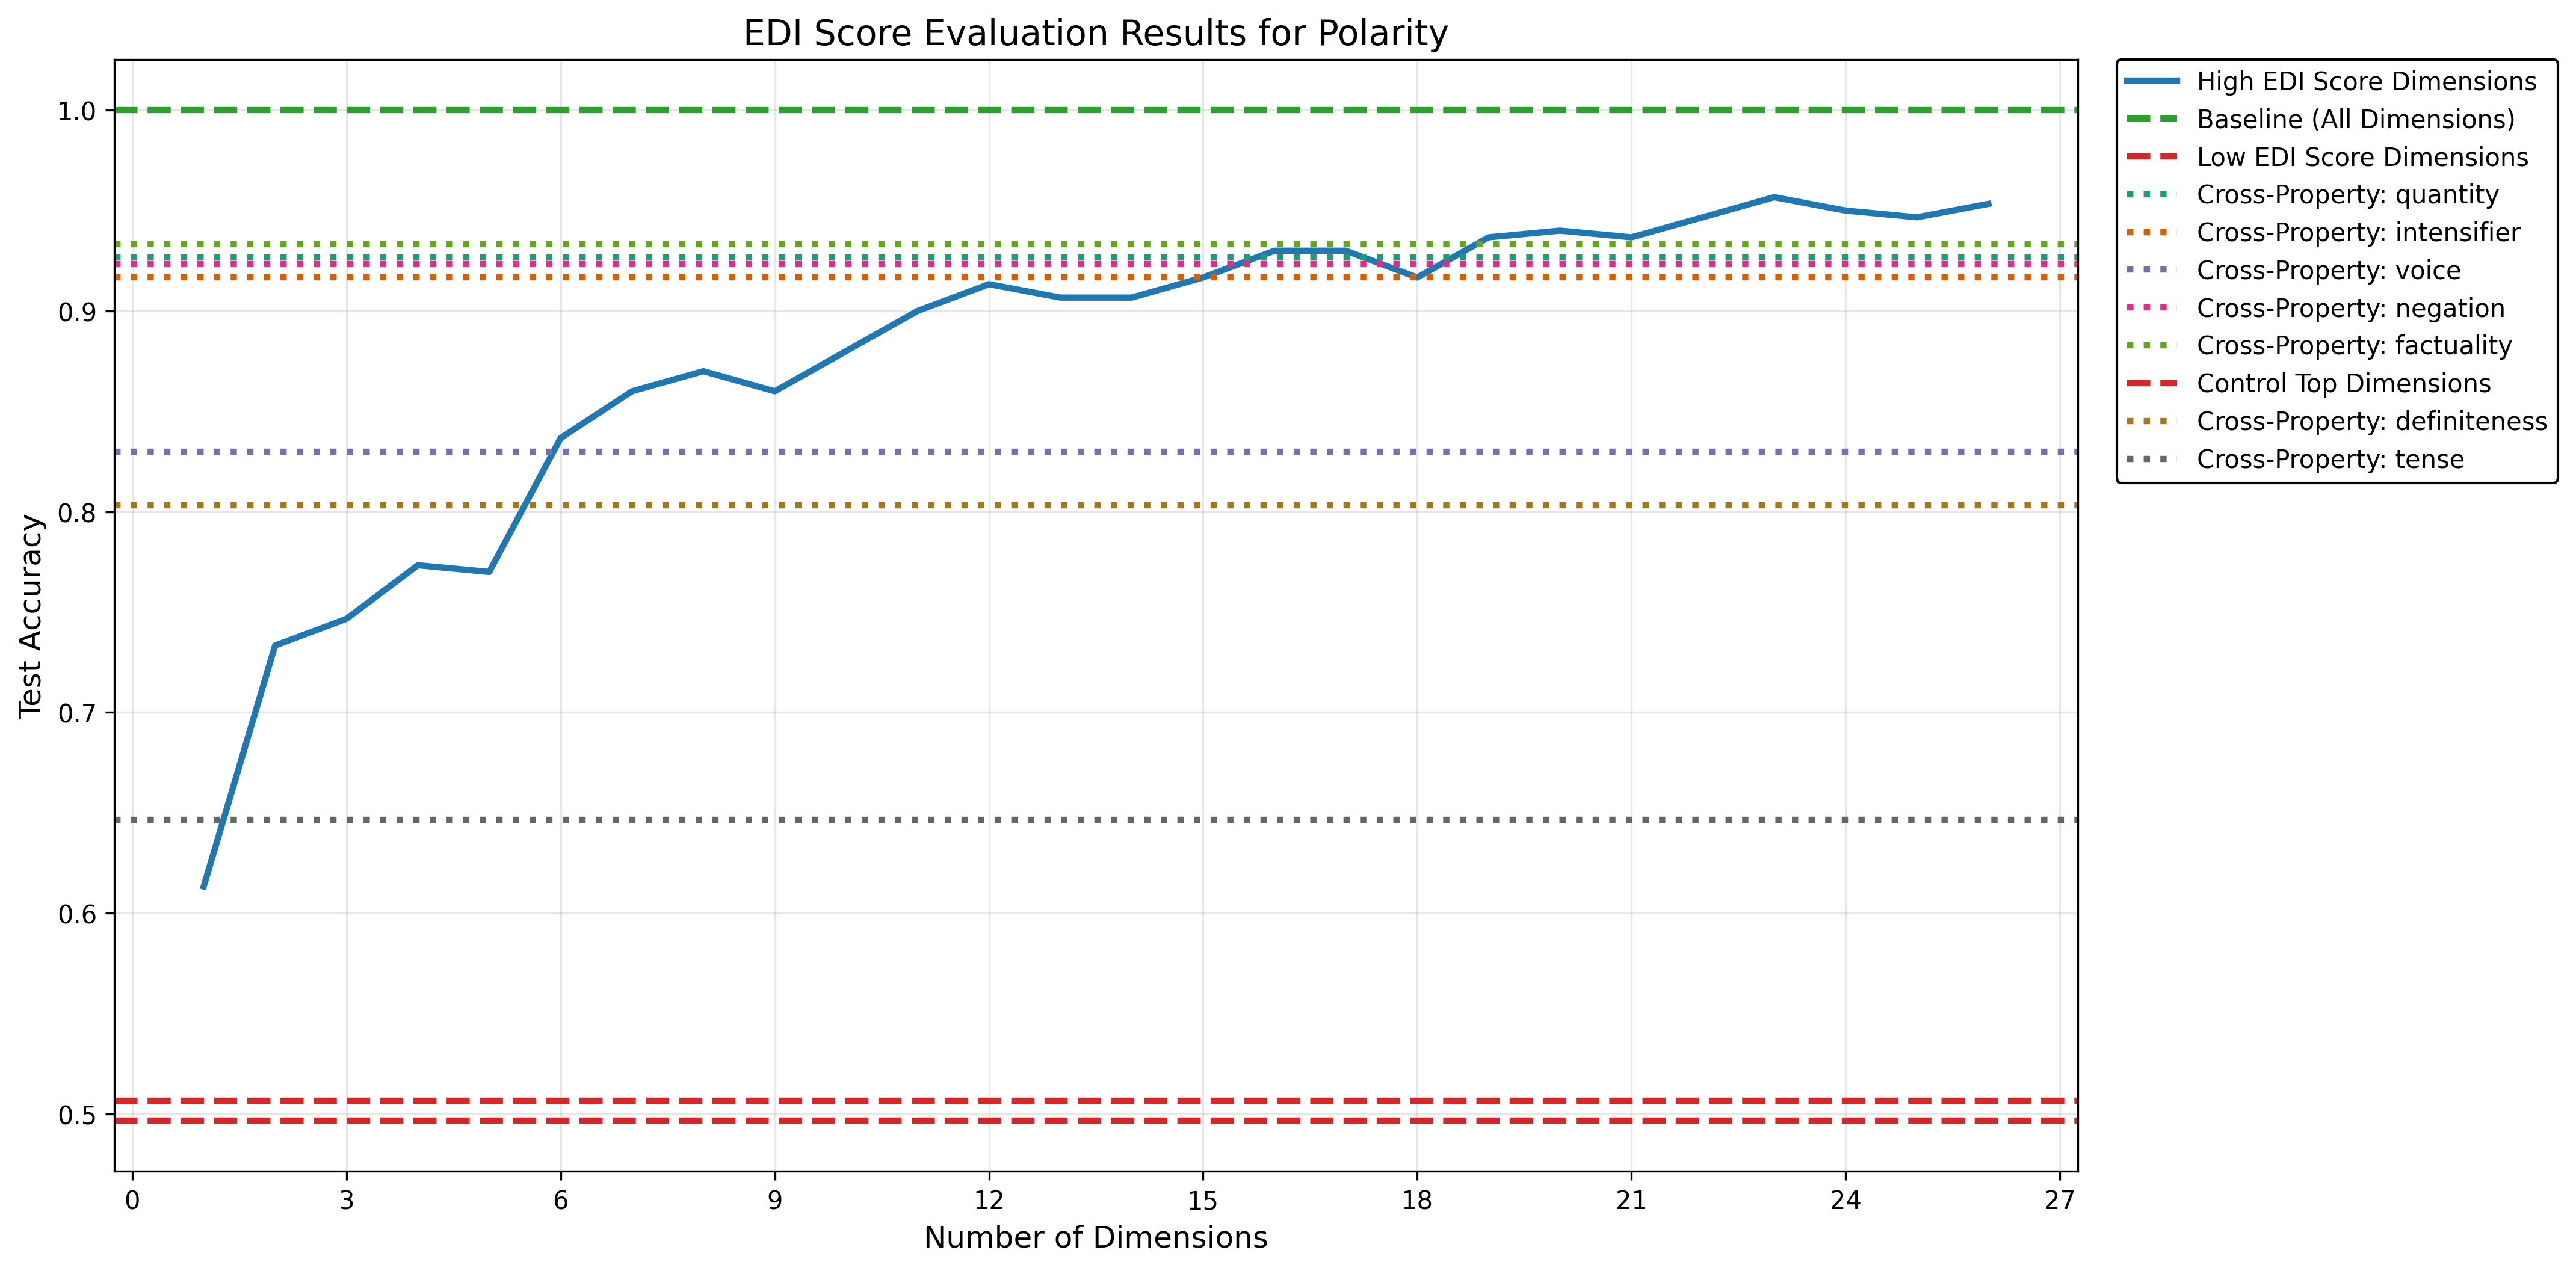 EDI Score Evaluation Results for Polarity
Test Accuracy
1.0
0.9
0.8
0.7
0.6
0.5
0 3 6 9 12 15 18 21 24 27
Number of Dimensions
High EDI Score Dimensions
Baseline (All Dimensions)
Low EDI Score Dimensions
Cross-Property: quantity
Cross-Property: intensifier
Cross-Property: voice
Cross-Property: negation
Cross-Property: factuality
Control Top Dimensions
Cross-Property: definiteness
Cross-Property: tense